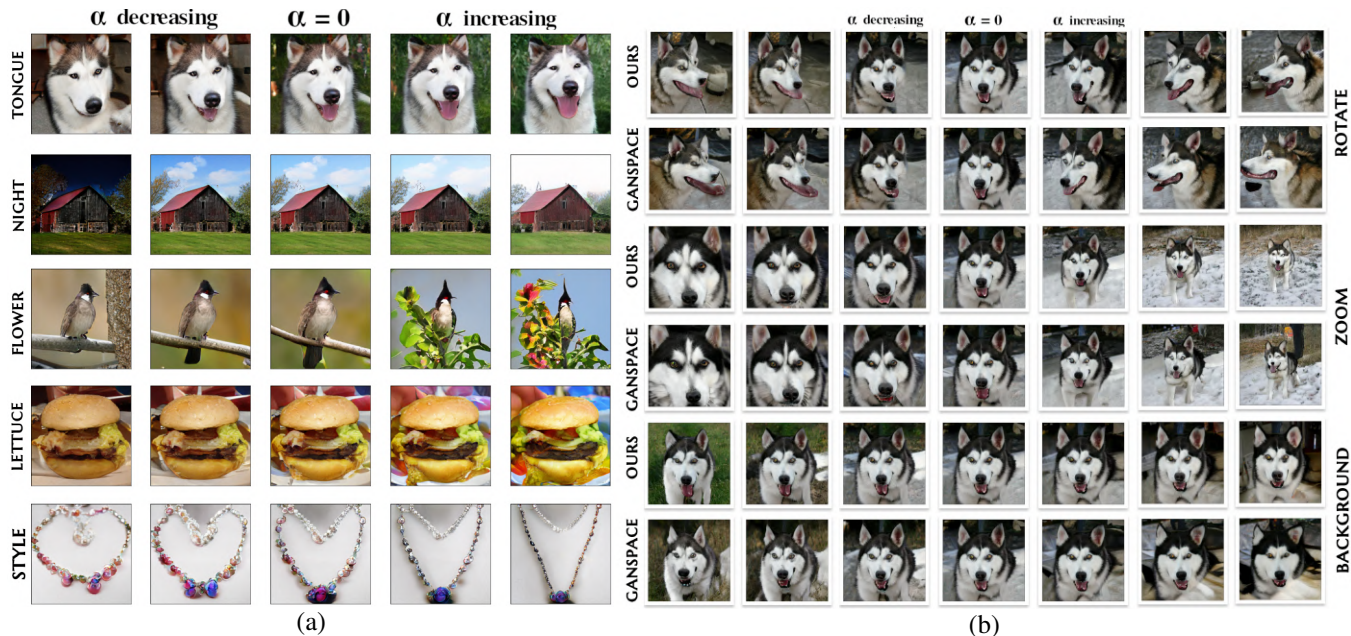 α decreasing α = 0 α increasing
TONGUE
NIGHT
FLOWER
LETTUCE
STYLE
(a)
α decreasing α = 0 α increasing
OURS
GANSPACE
ROTATE
OURS
GANSPACE
ZOOM
OURS
GANSPACE
BACKGROUND
(b)